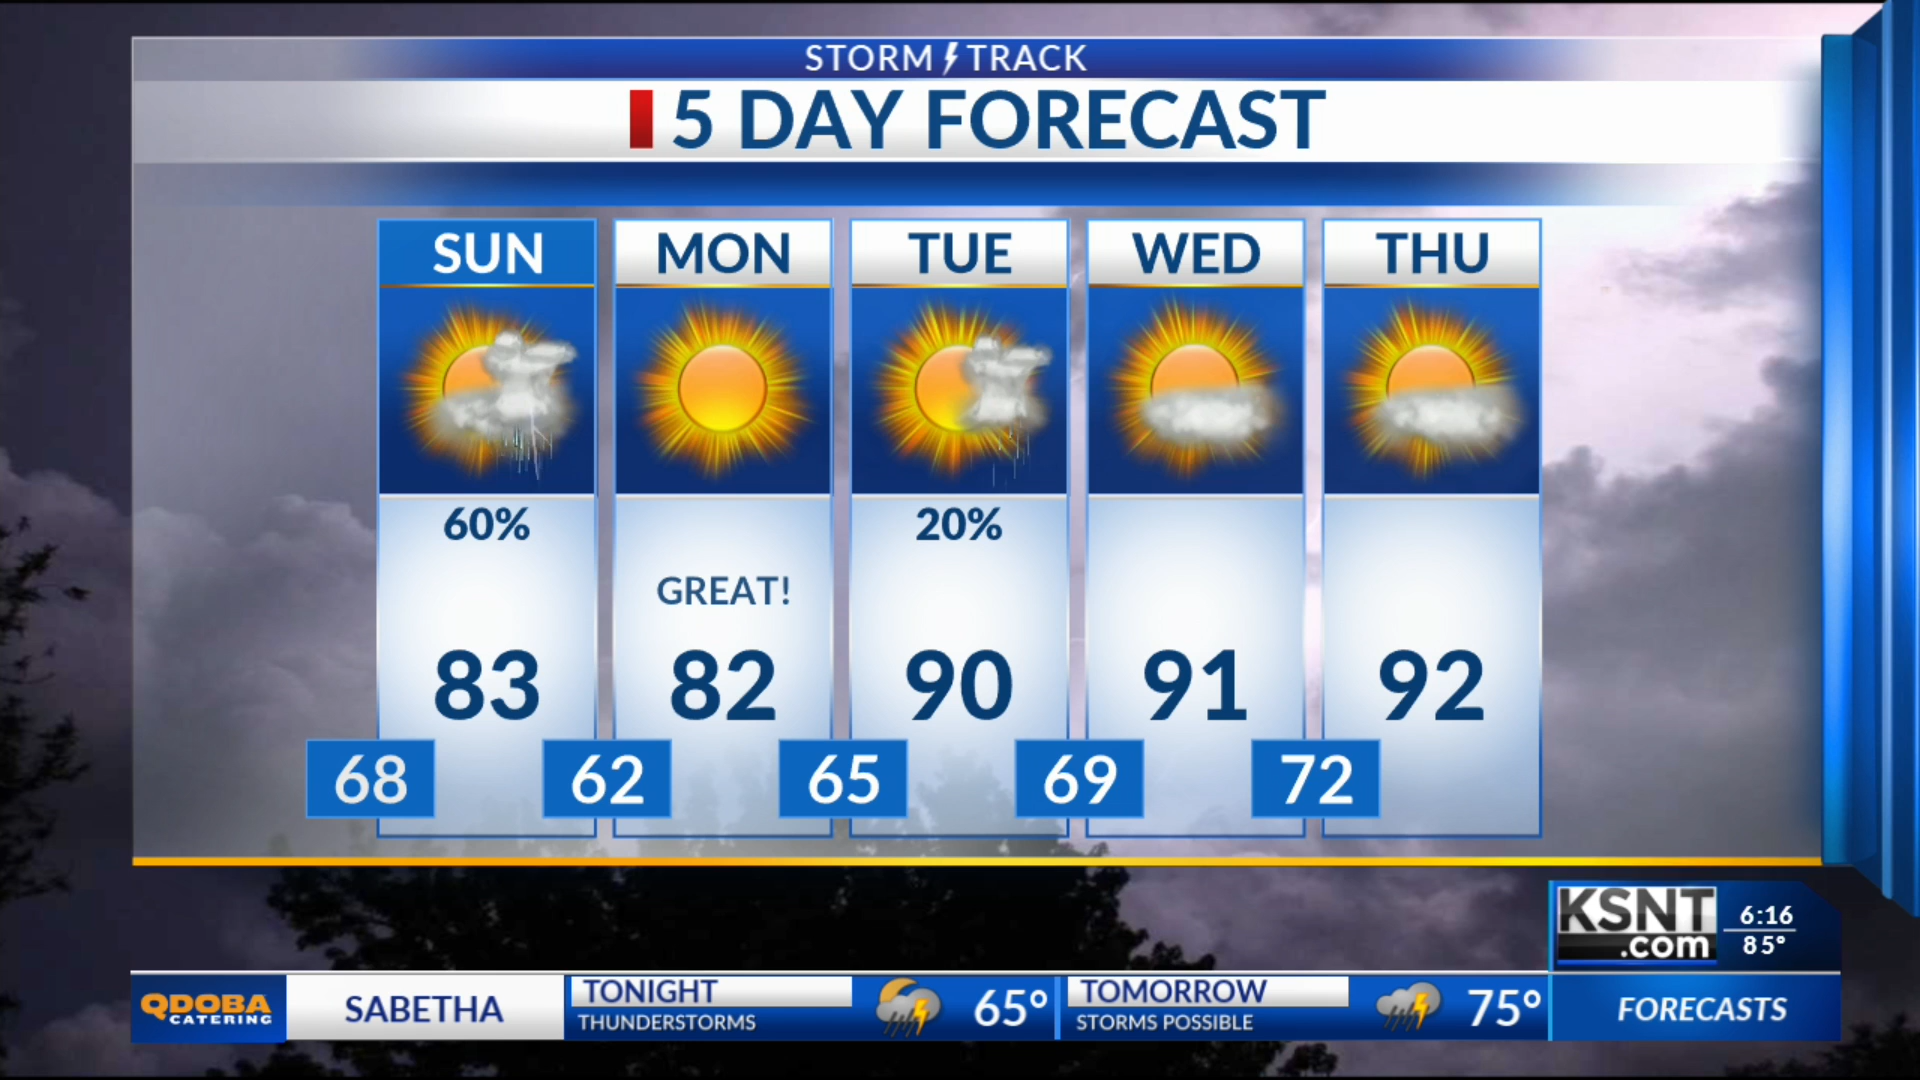 STORM TRACK
5 DAY FORECAST
SUN MON TUE WED THU
60% 20%
GREAT!
83 82 90 91 92
68 62 65 69 72
KSNT
.com
6:16
85°
QDOBA
CATERING
SABETHA
TONIGHT
THUNDERSTORMS
65°
TOMORROW
STORMS POSSIBLE
75°
FORECASTS